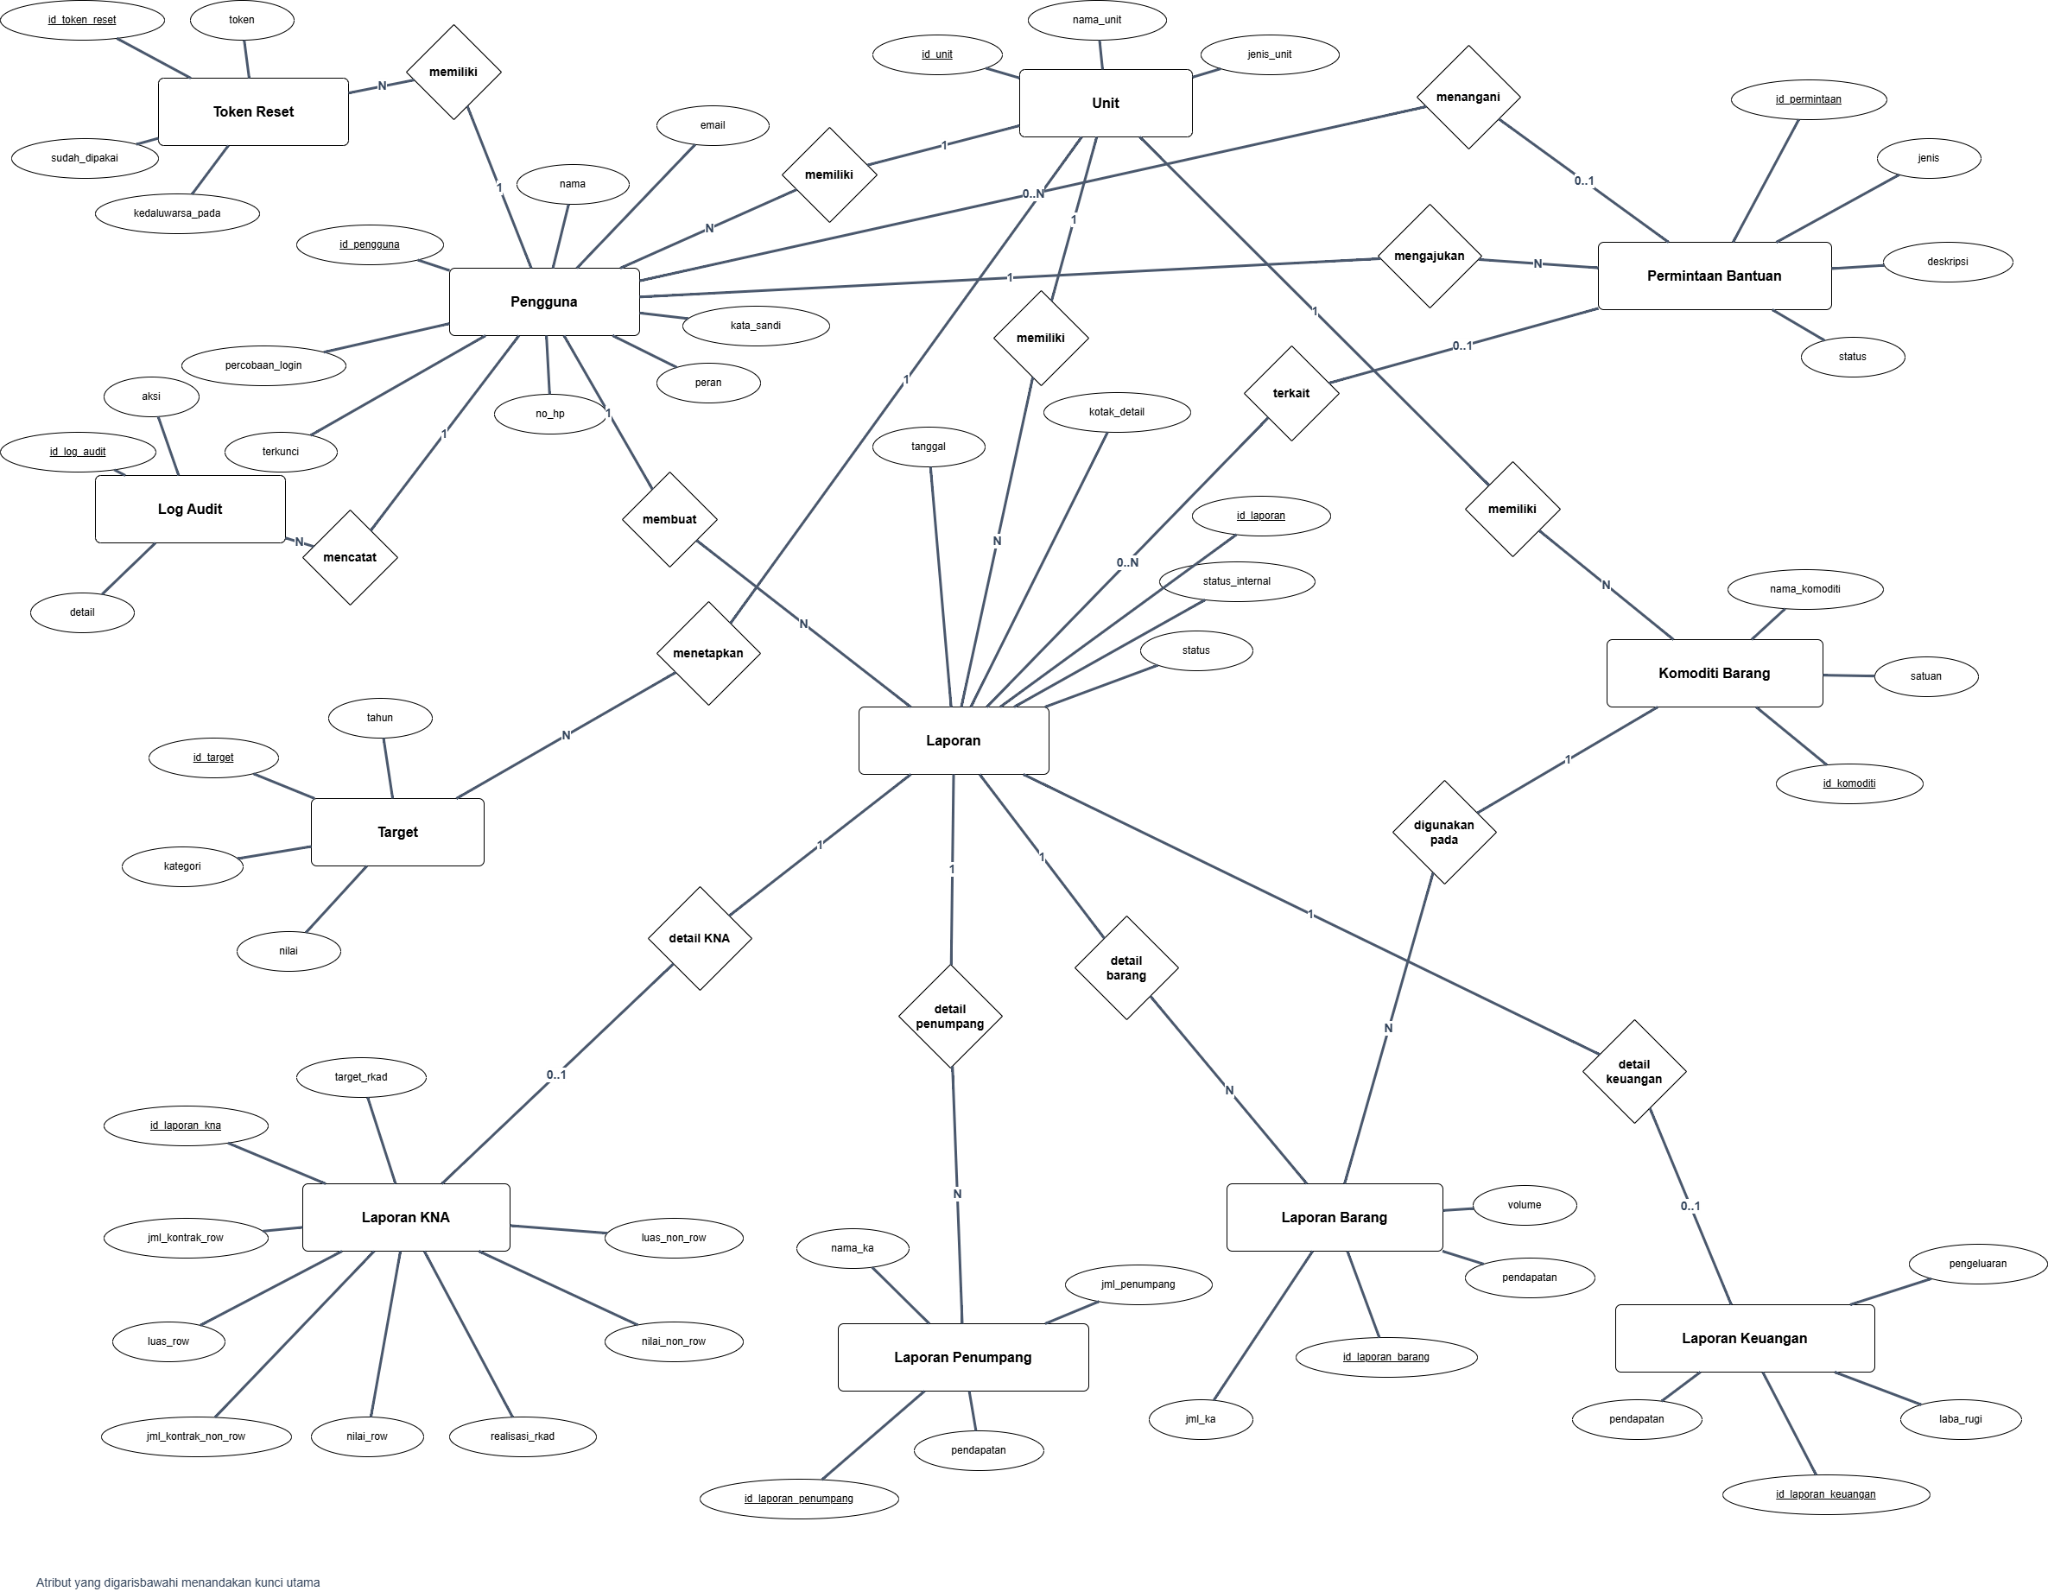 id_token_reset
token
memiliki
N
Token Reset
sudah_dipakai
kedaluwarsa_pada
1
nama_unit
id_unit
jenis_unit
Unit
menangani
id_permintaan
jenis
email
nama
memiliki
1
N
0..N
0..1
1
id_pengguna
Pengguna
mengajukan
1
N
Permintaan Bantuan
deskripsi
status
kata_sandi
peran
percobaan_login
no_hp
terkunci
1
1
1
memiliki
1
0..1
terkait
aksi
id_log_audit
Log Audit
N
mencatat
detail
membuat
N
tanggal
kotak_detail
N
0..N
id_laporan
status_internal
status
memiliki
N
nama_komoditi
Komoditi Barang
satuan
id_komoditi
menetapkan
N
tahun
id_target
Target
kategori
nilai
Laporan
1
1
1
1
1
digunakan
pada
detail KNA
detail
penumpang
detail
barang
detail
keuangan
0..1
N
N
N
0..1
target_rkad
id_laporan_kna
Laporan KNA
jml_kontrak_row
luas_non_row
luas_row
nilai_non_row
jml_kontrak_non_row
nilai_row
realisasi_rkad
nama_ka
jml_penumpang
Laporan Penumpang
pendapatan
id_laporan_penumpang
Laporan Barang
volume
pendapatan
id_laporan_barang
jml_ka
pengeluaran
Laporan Keuangan
pendapatan
laba_rugi
id_laporan_keuangan
Atribut yang digarisbawahi menandakan kunci utama